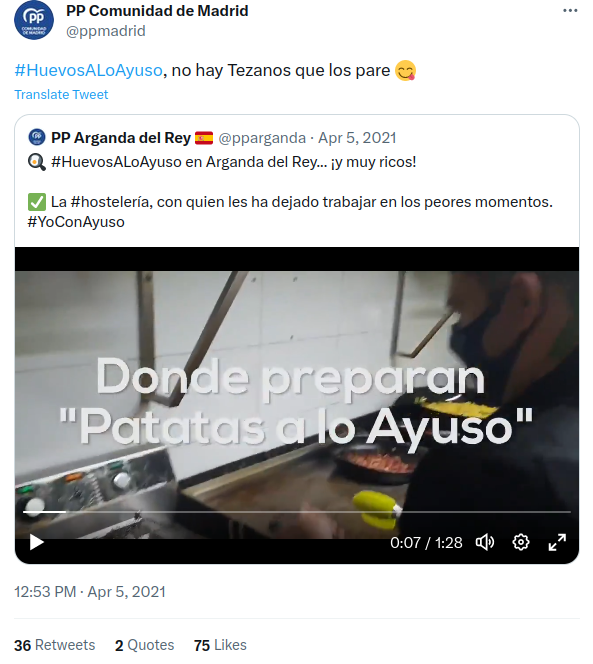 PP Comunidad de Madrid
@ppmadrid
#HuevosALoAyuso, no hay Tezanos que los pare 😋
Translate Tweet
PP Arganda del Rey 🇪🇸 @pparganda · Apr 5, 2021
🍳 #HuevosALoAyuso en Arganda del Rey... ¡y muy ricos!
✅ La #hostelería, con quien les ha dejado trabajar en los peores momentos.
#YoConAyuso
Donde preparan
"Patatas a lo Ayuso"
0:07 / 1:28
12:53 PM · Apr 5, 2021
36 Retweets 2 Quotes 75 Likes